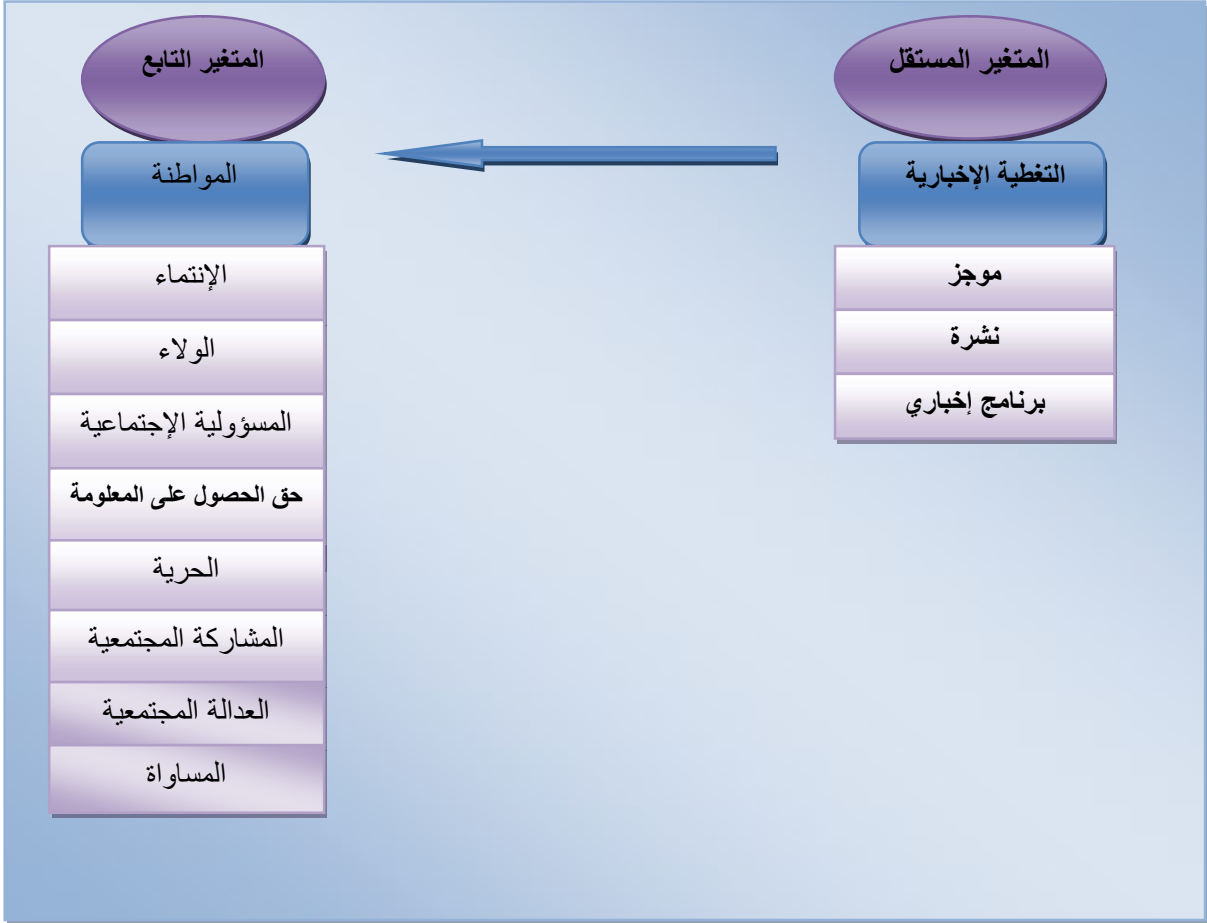 المتغير المستقل
التغطية الإخبارية
موجز
نشرة
برنامج إخباري
المتغير التابع
المواطنة
الإنتماء
الولاء
المسؤولية الإجتماعية
حق الحصول على المعلومة
الحرية
المشاركة المجتمعية
العدالة المجتمعية
المساواة